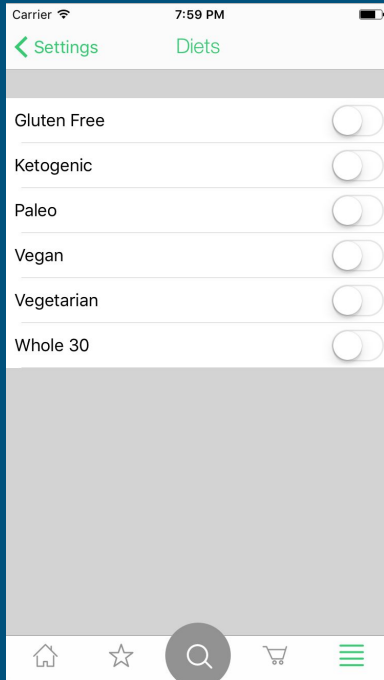 Carrier 7:59 PM
Settings Diets
Gluten Free
Ketogenic
Paleo
Vegan
Vegetarian
Whole 30